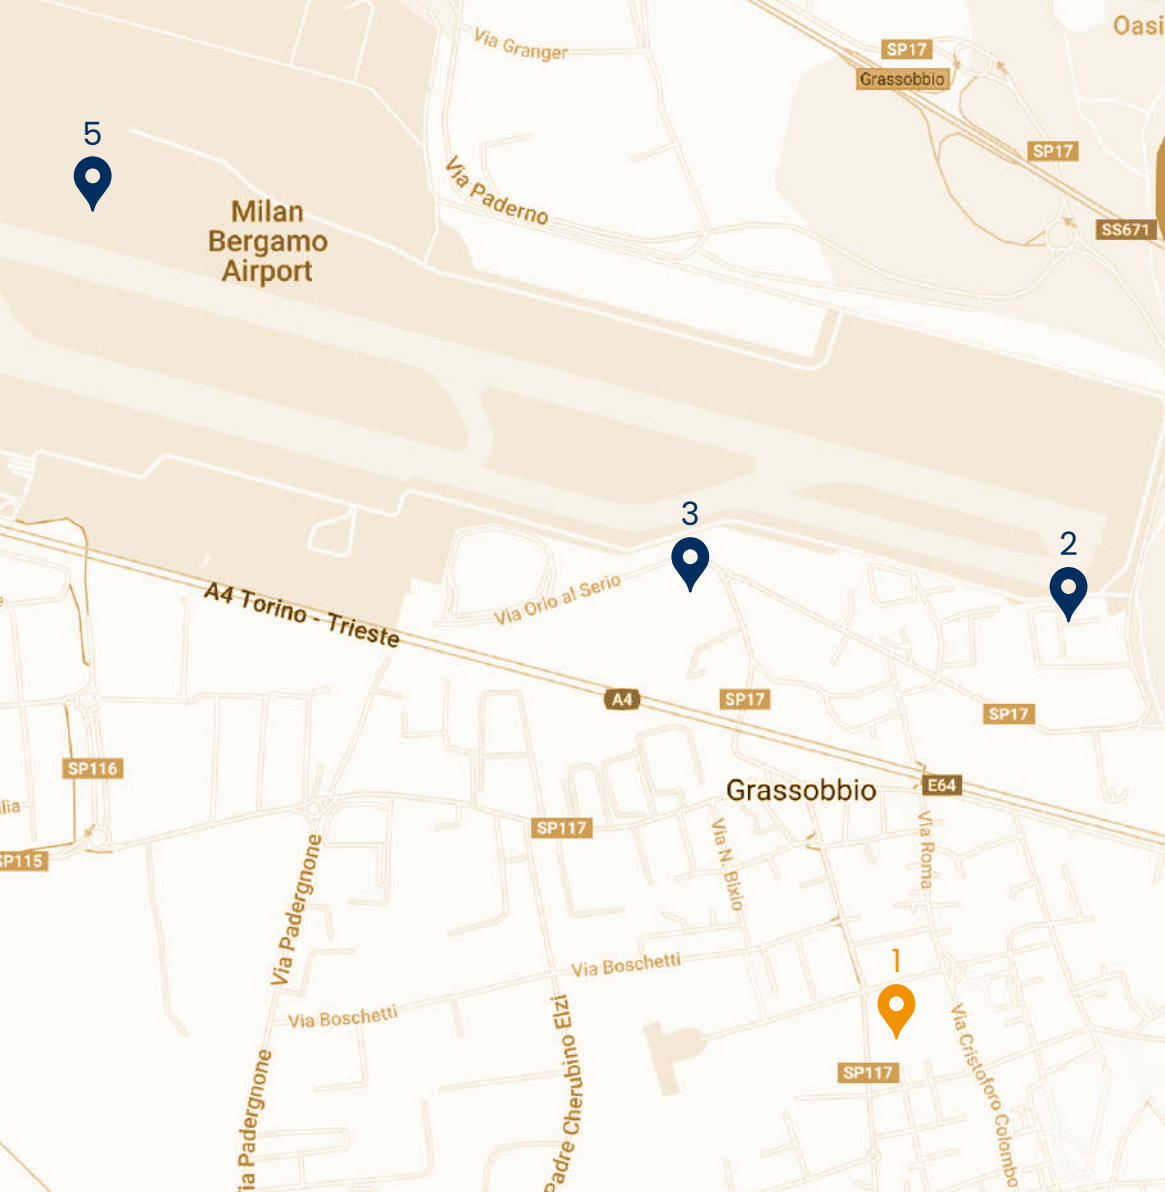 Oasi
Via Granger
SP17
Grassobbio
5
SP17
Via Paderno
Milan
Bergamo
Airport
SS671
3
2
Via Orio al Serio
A4 Torino - Trieste
A4
SP17
SP17
SP116
Grassobbio
E64
lia
SP117
SP115
Via N. Bixio
Via Roma
Via Padergnone
1
Via Boschetti
Via Boschetti
SP117
Via Cristoforo Colombo
Padre Cherubino Elzi
ia Padergnone